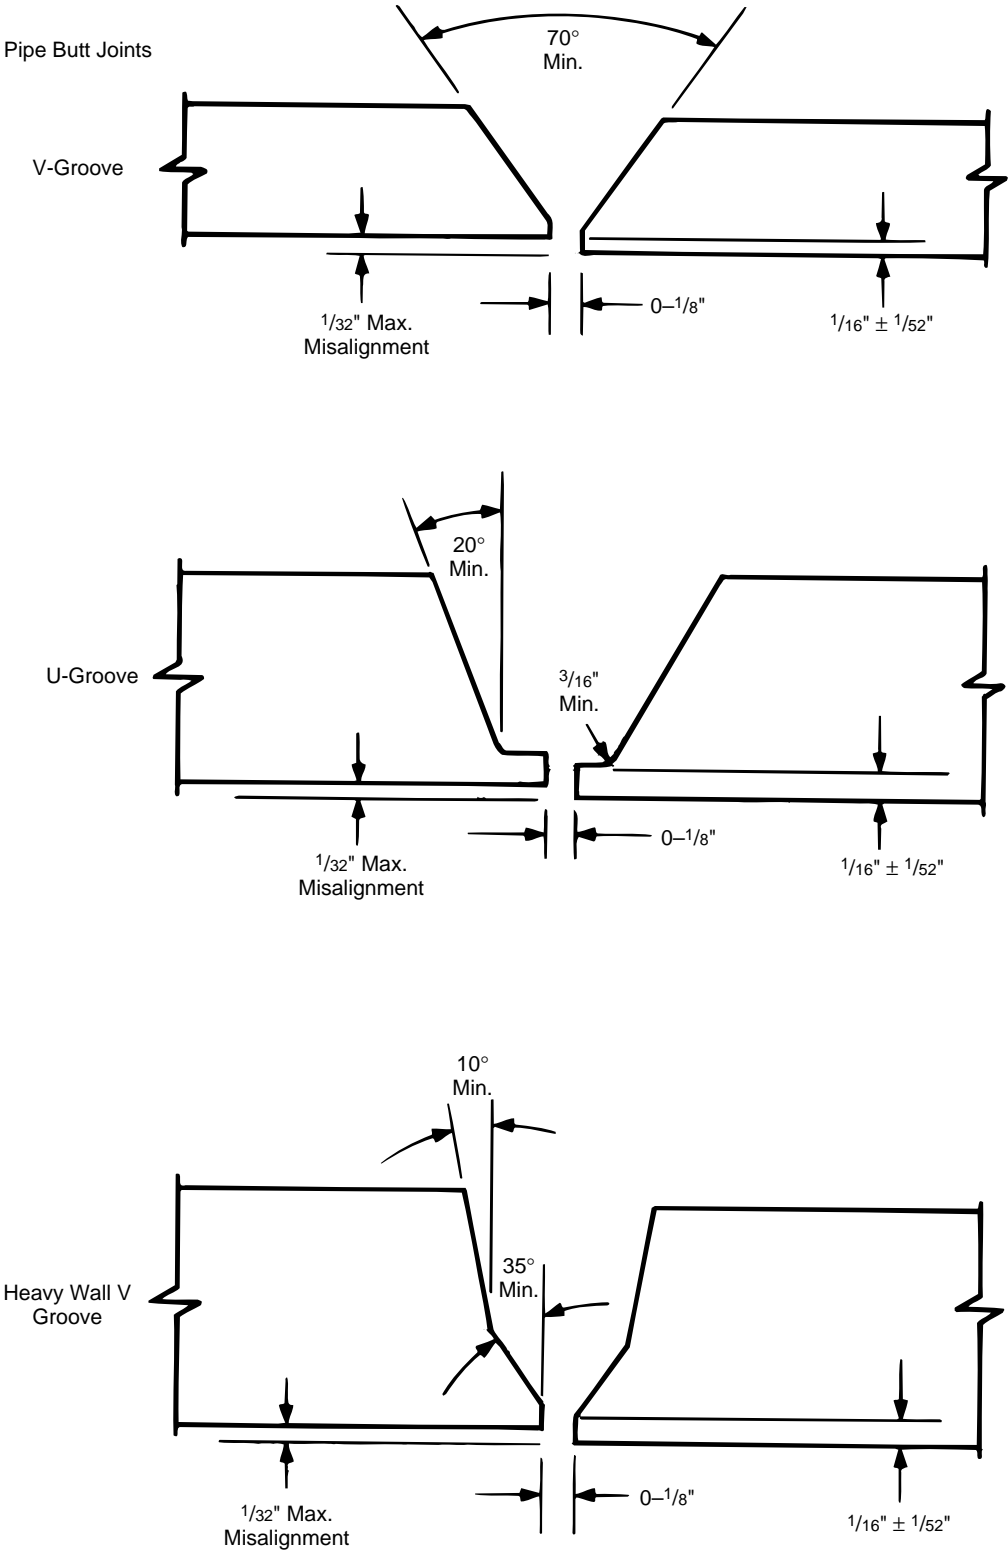 Pipe Butt Joints
70°
Min.
V-Groove
1/32" Max.
Misalignment
0–1/8"
1/16" ± 1/52"
20°
Min.
U-Groove
3/16"
Min.
1/32" Max.
Misalignment
0–1/8"
1/16" ± 1/52"
10°
Min.
35°
Min.
Heavy Wall V
Groove
1/32" Max.
Misalignment
0–1/8"
1/16" ± 1/52"